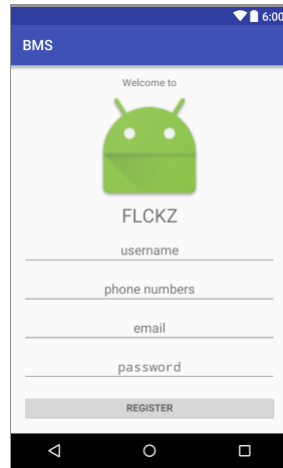 6:00
BMS
Welcome to
FLCKZ
username
phone numbers
email
password
REGISTER